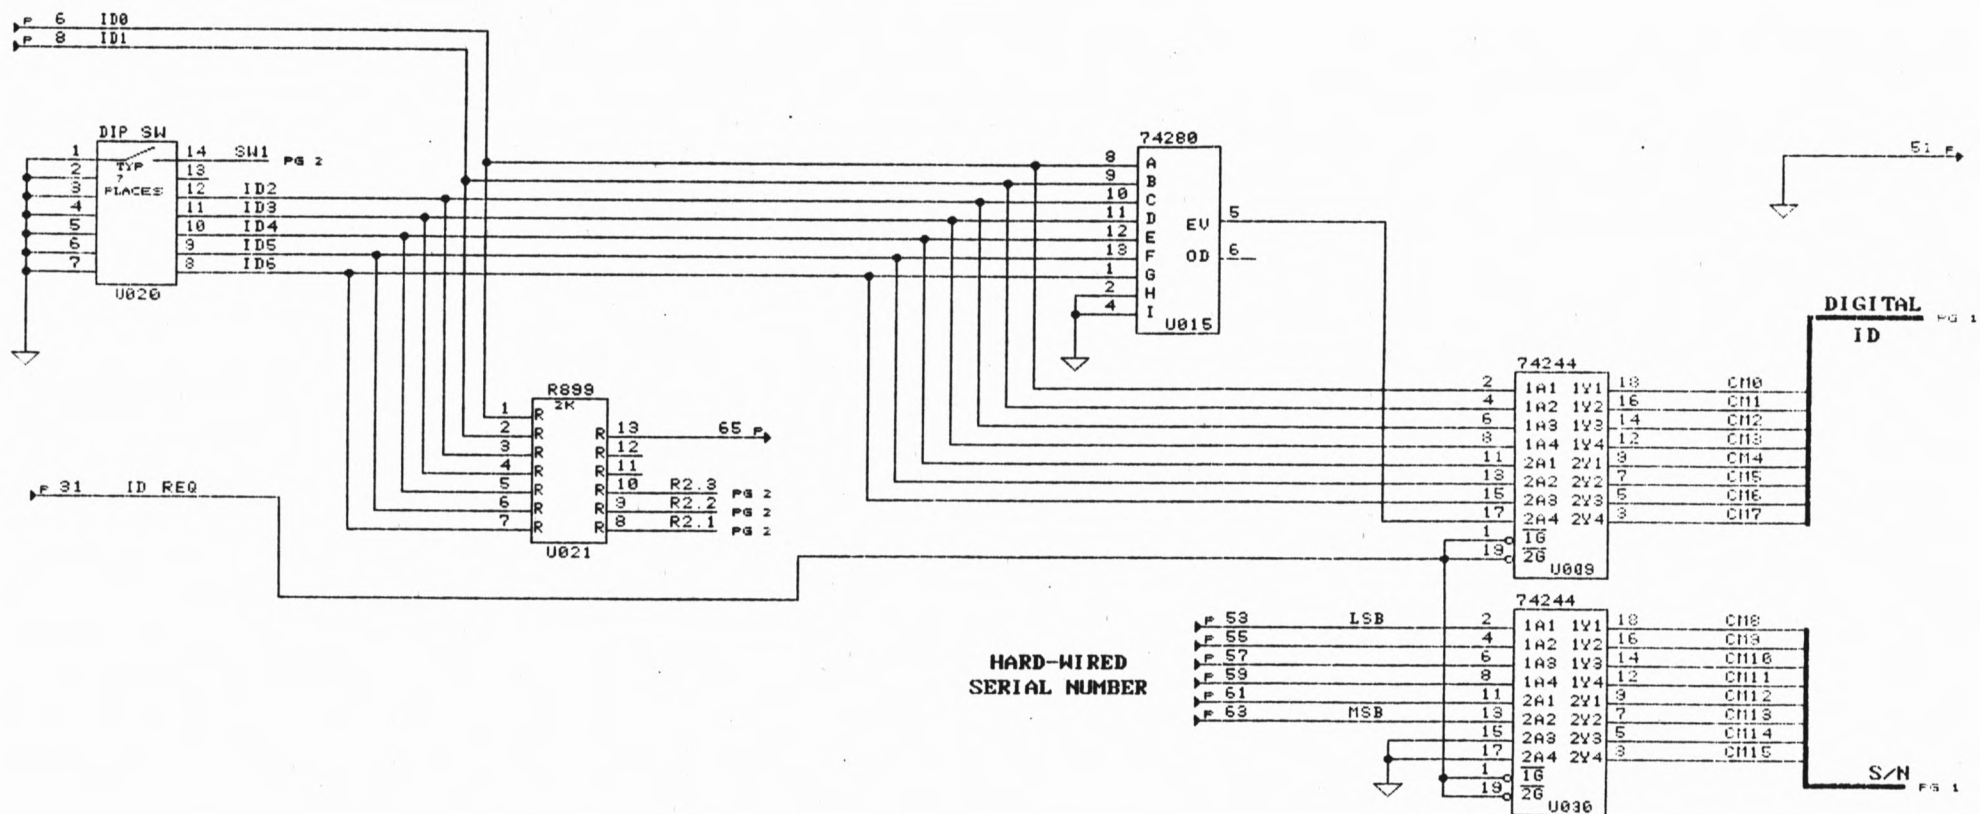 P 6 ID0
P 8 ID1
DIP SW
1 14 SW1 PG 2
2 TYP 13
3 7 12 ID2
PLACES
4 11 ID3
5 10 ID4
6 9 ID5
7 8 ID6
U020
74280
8 A
9 B
10 C
11 D EV 5
12 E
13 F OD 6
1 G
2 H
4 I
U015
51 P
DIGITAL PG 1
ID
R899
2K
1 R
2 R R 13 65 P
3 R R 12
4 R R 11
5 R R 10 R2.3 PG 2
6 R R 9 R2.2 PG 2
7 R R 8 R2.1 PG 2
U021
P 31 ID REQ
74244
2 1A1 1Y1 18 CM0
4 1A2 1Y2 16 CM1
6 1A3 1Y3 14 CM2
8 1A4 1Y4 12 CM3
11 2A1 2Y1 9 CM4
13 2A2 2Y2 7 CM5
15 2A3 2Y3 5 CM6
17 2A4 2Y4 3 CM7
1 1G
19 2G
HARD-WIRED
SERIAL NUMBER
74244
P 53 LSB 2 1A1 1Y1 18 CM8
P 55 4 1A2 1Y2 16 CM9
P 57 6 1A3 1Y3 14 CM10
P 59 8 1A4 1Y4 12 CM11
P 61 11 2A1 2Y1 9 CM12
P 63 MSB 13 2A2 2Y2 7 CM13
15 2A3 2Y3 5 CM14
17 2A4 2Y4 3 CM15
1 1G
19 2G
U030
S/N PG 1